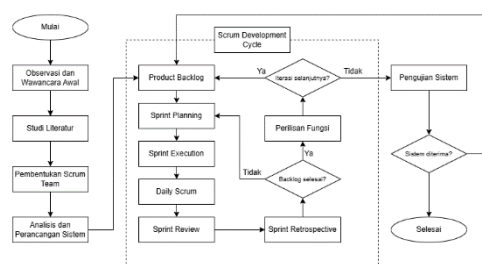 Mulai
Observasi dan
Wawancara Awal
Studi Literatur
Pembentukan Scrum
Team
Analisis dan
Perancangan Sistem
Scrum Development
Cycle
Product Backlog
Sprint Planning
Sprint Execution
Daily Scrum
Sprint Review
Sprint Retrospective
Backlog selesai?
Tidak
Ya
Perilisan Fungsi
Iterasi selanjutnya?
Ya
Tidak
Pengujian Sistem
Sistem diterima?
Selesai